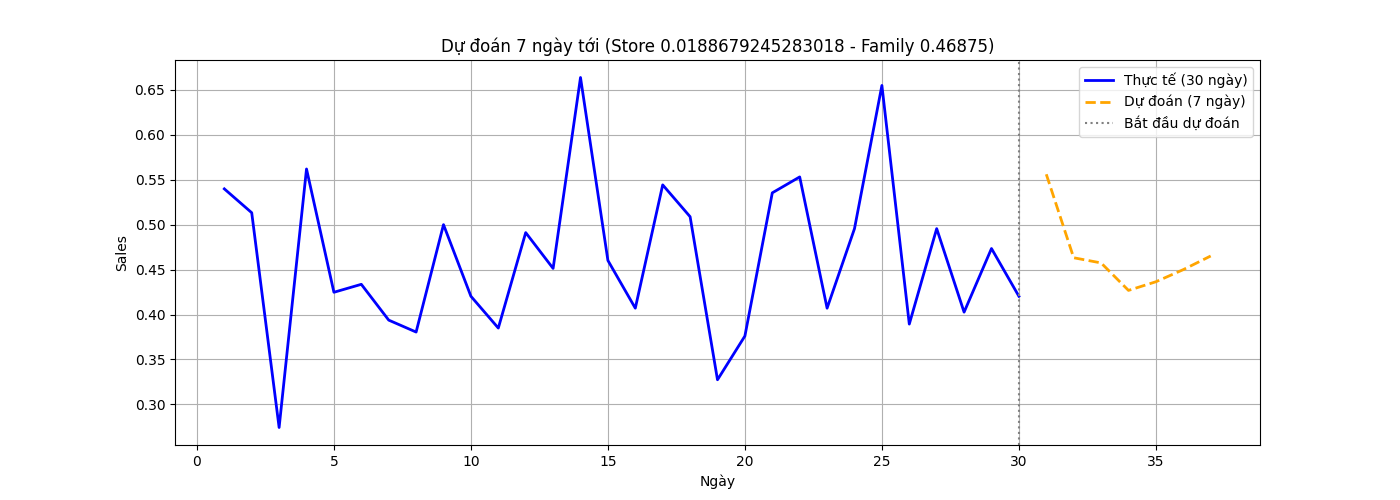 Dự đoán 7 ngày tới (Store 0.0188679245283018 - Family 0.46875)
Thực tế (30 ngày)
Dự đoán (7 ngày)
Bắt đầu dự đoán
Sales
0.65
0.60
0.55
0.50
0.45
0.40
0.35
0.30
0 5 10 15 20 25 30 35
Ngày